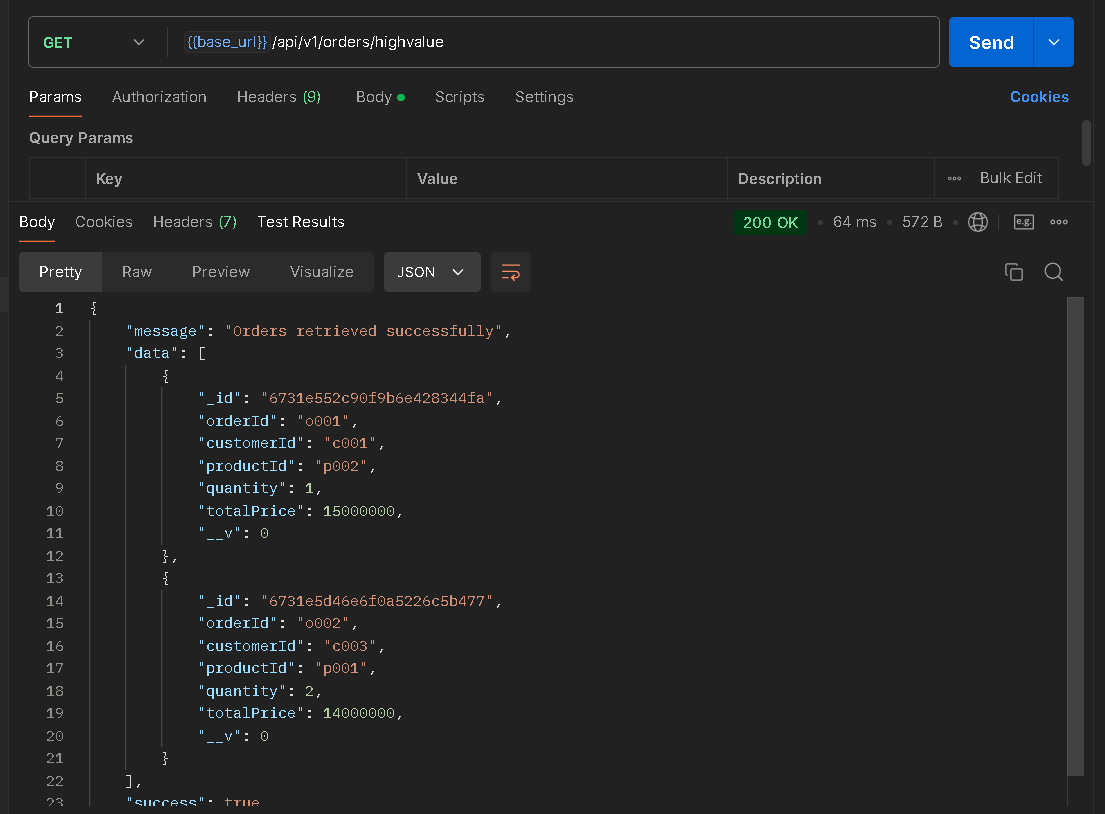 GET {{base_url}} /api/v1/orders/highvalue Send
Params Authorization Headers (9) Body Scripts Settings Cookies
Query Params
Key Value Description Bulk Edit
Body Cookies Headers (7) Test Results 200 OK 64 ms 572 B e.g.
Pretty Raw Preview Visualize JSON
1 {
2 "message": "Orders retrieved successfully",
3 "data": [
4 {
5 "_id": "6731e552c90f9b6e428344fa",
6 "orderId": "o001",
7 "customerId": "c001",
8 "productId": "p002",
9 "quantity": 1,
10 "totalPrice": 15000000,
11 "__v": 0
12 },
13 {
14 "_id": "6731e5d46e6f0a5226c5b477",
15 "orderId": "o002",
16 "customerId": "c003",
17 "productId": "p001",
18 "quantity": 2,
19 "totalPrice": 14000000,
20 "__v": 0
21 }
22 ],
23 "success": true